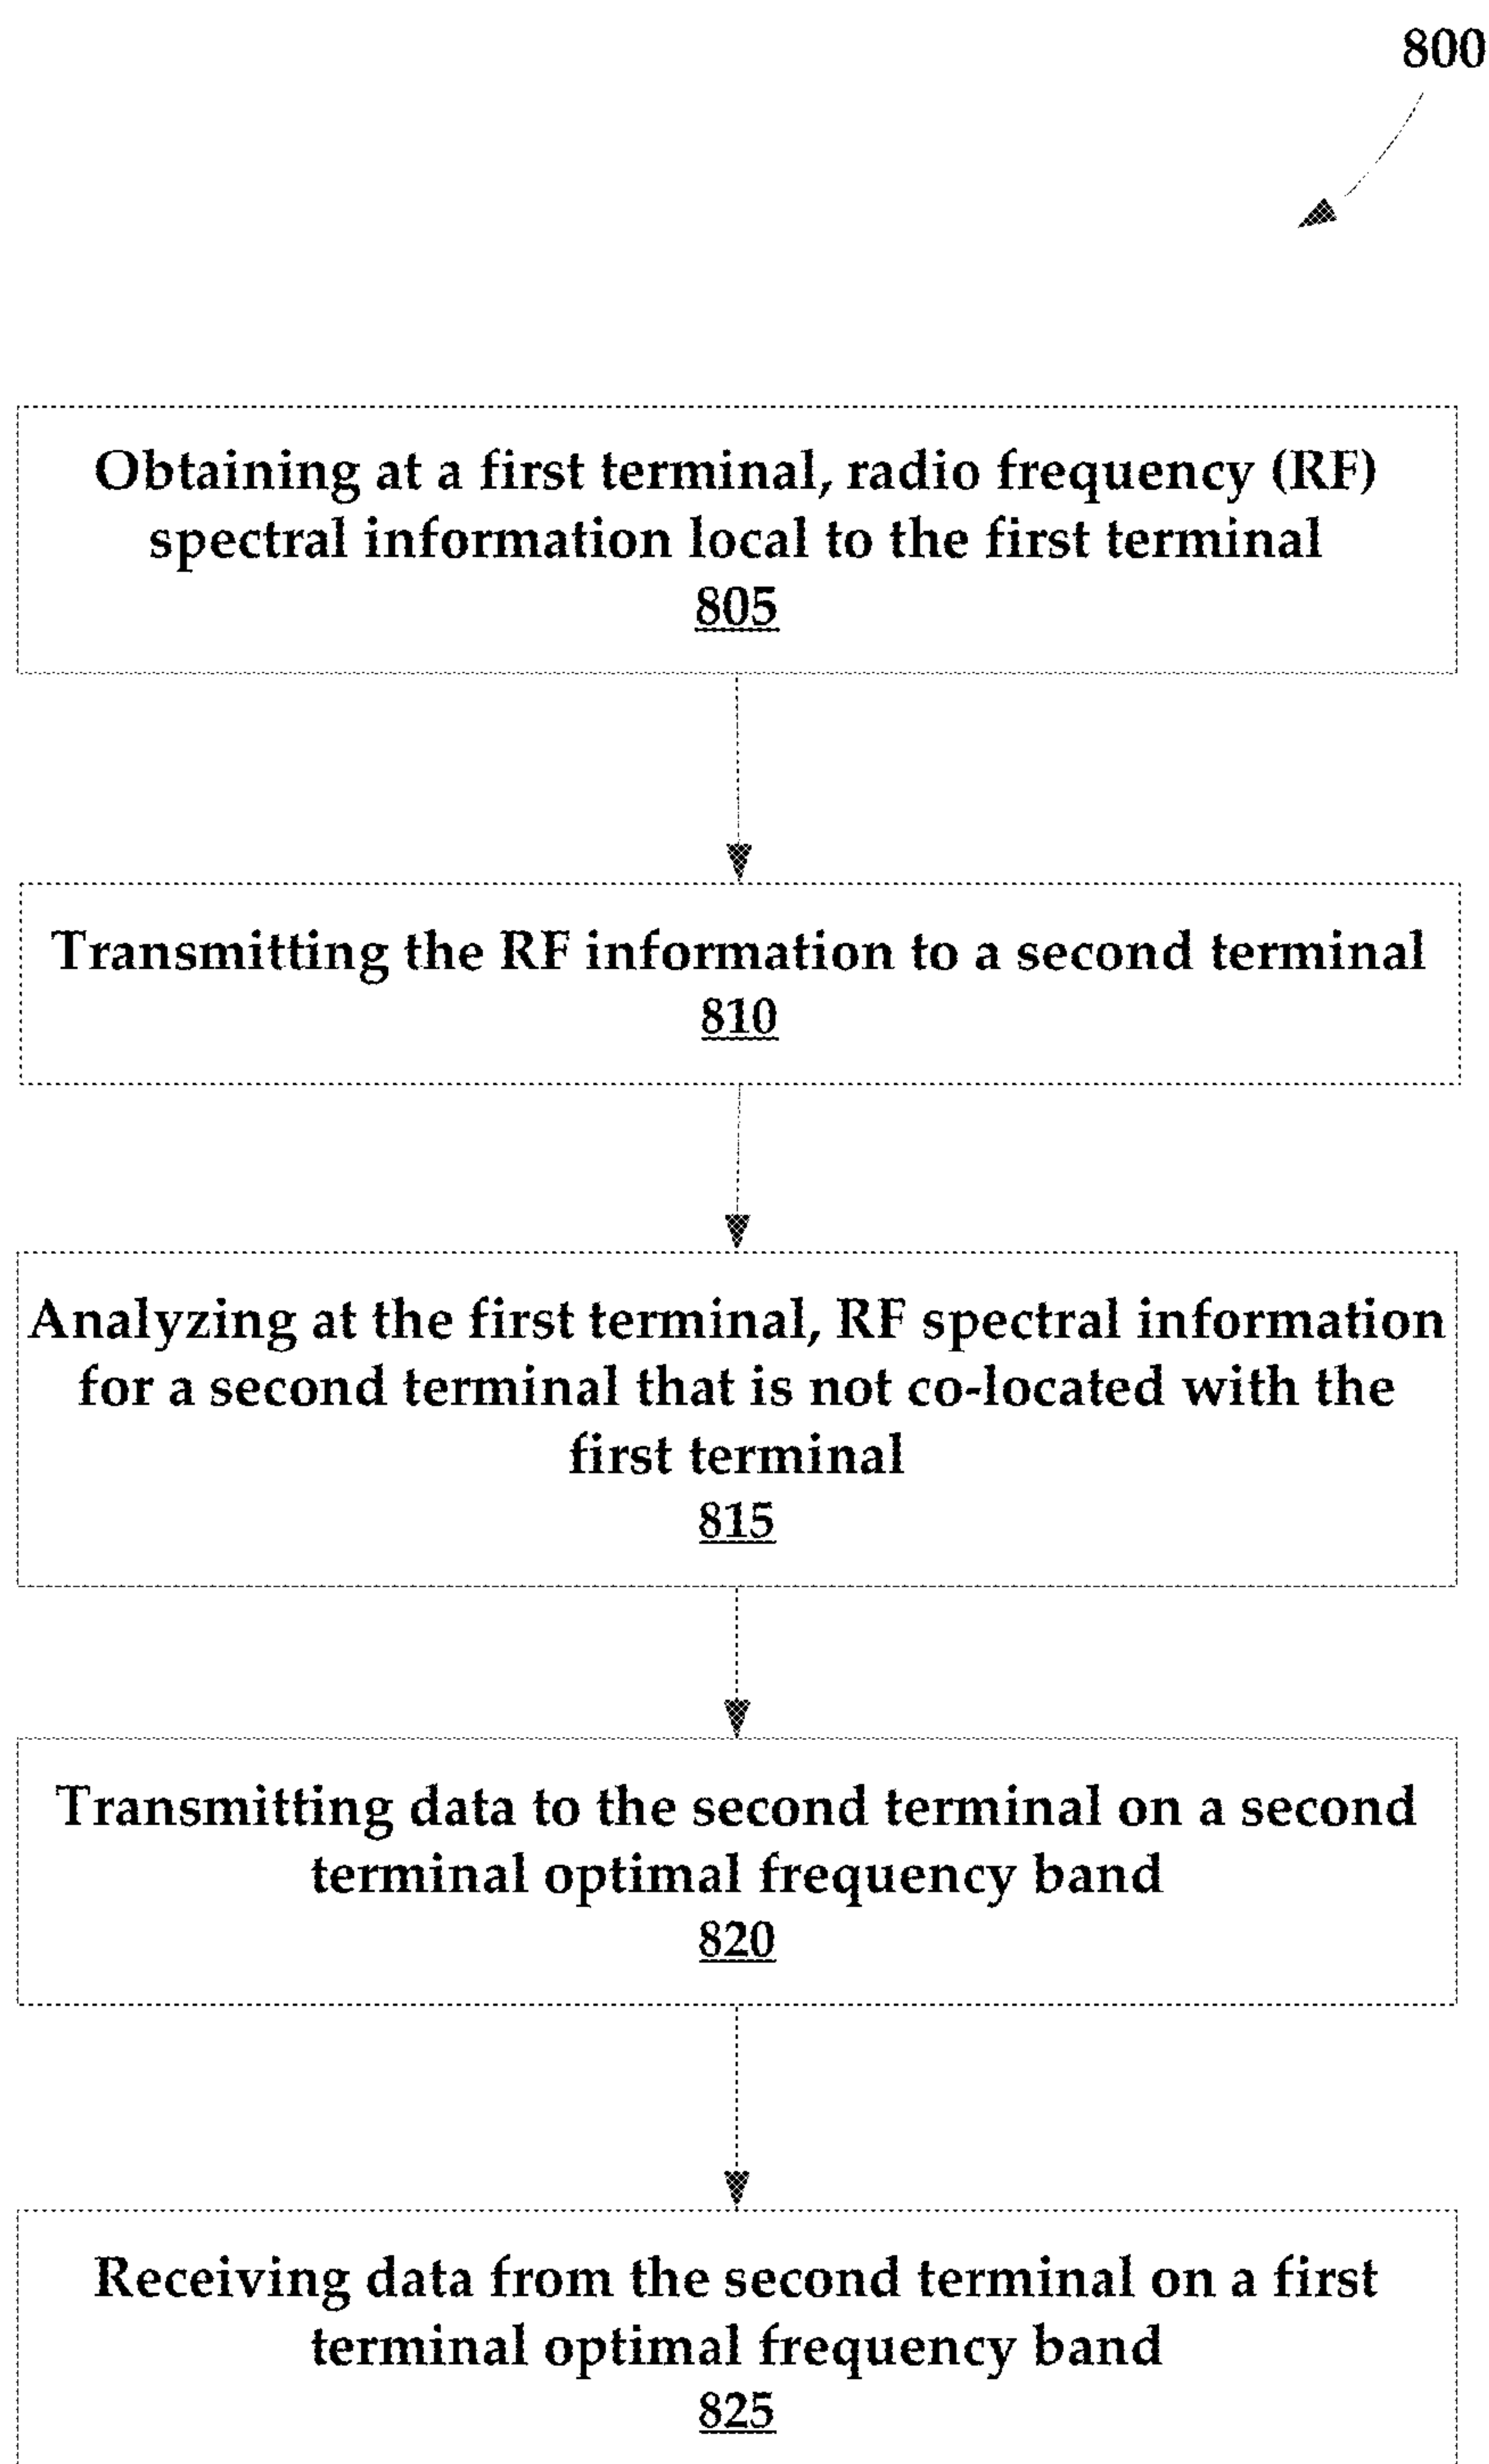 800
Obtaining at a first terminal, radio frequency (RF)
spectral information local to the first terminal
805
Transmitting the RF information to a second terminal
810
Analyzing at the first terminal, RF spectral information
for a second terminal that is not co-located with the
first terminal
815
Transmitting data to the second terminal on a second
terminal optimal frequency band
820
Receiving data from the second terminal on a first
terminal optimal frequency band
825